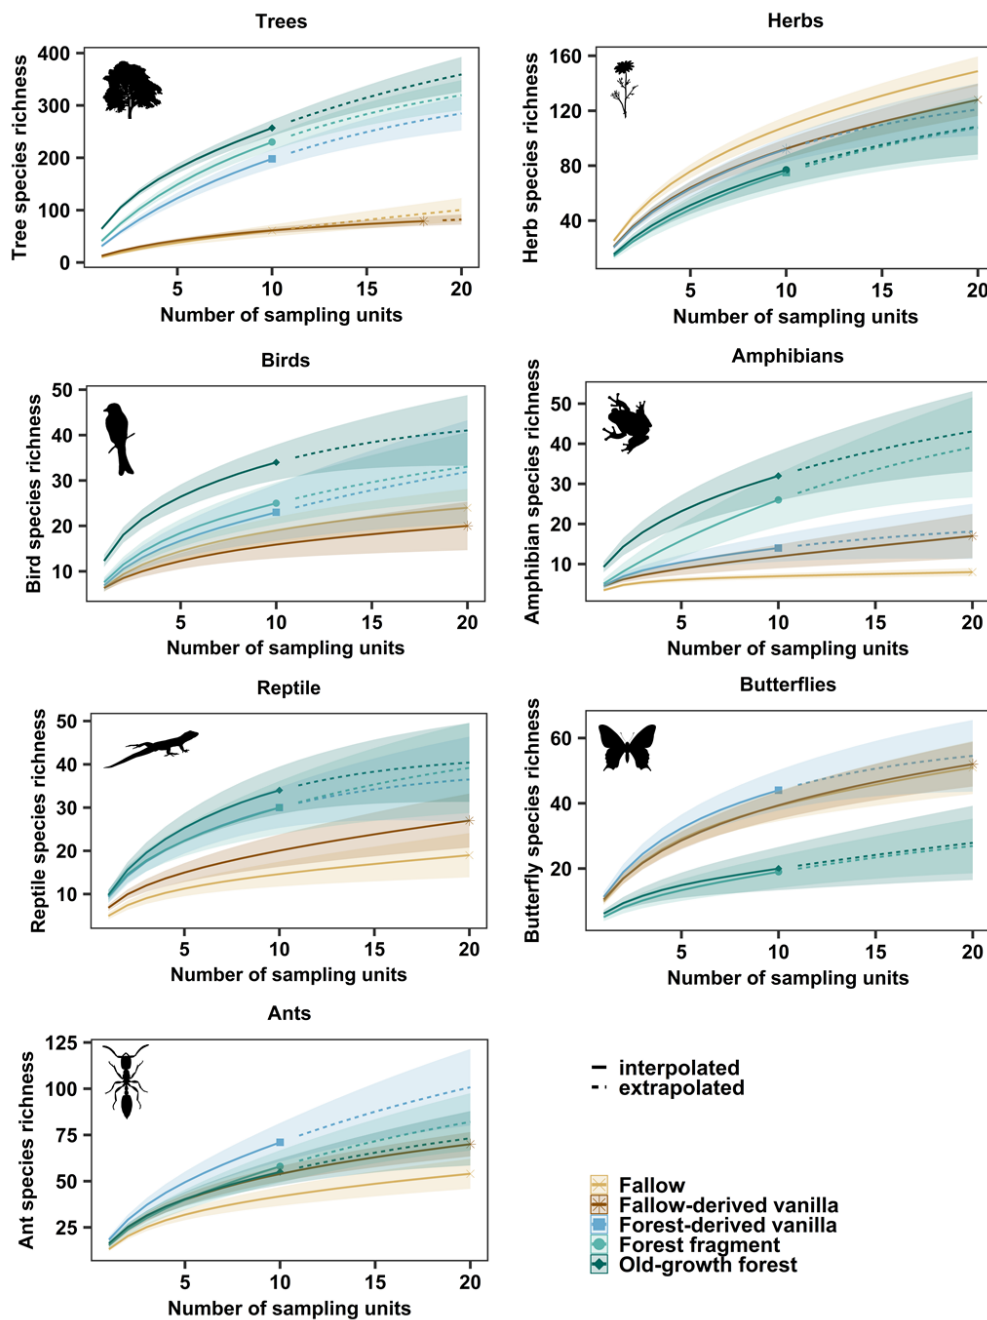 Trees
Tree species richness
400
300
200
100
0
5
10
15
20
Number of sampling units
Herbs
Herb species richness
160
120
80
40
5
10
15
20
Number of sampling units
Birds
Bird species richness
50
40
30
20
10
5
10
15
20
Number of sampling units
Amphibians
Amphibian species richness
50
40
30
20
10
5
10
15
20
Number of sampling units
Reptile
Reptile species richness
50
40
30
20
10
5
10
15
20
Number of sampling units
Butterflies
Butterfly species richness
60
40
20
5
10
15
20
Number of sampling units
Ants
Ant species richness
125
100
75
50
25
5
10
15
20
Number of sampling units
interpolated
extrapolated
Fallow
Fallow-derived vanilla
Forest-derived vanilla
Forest fragment
Old-growth forest